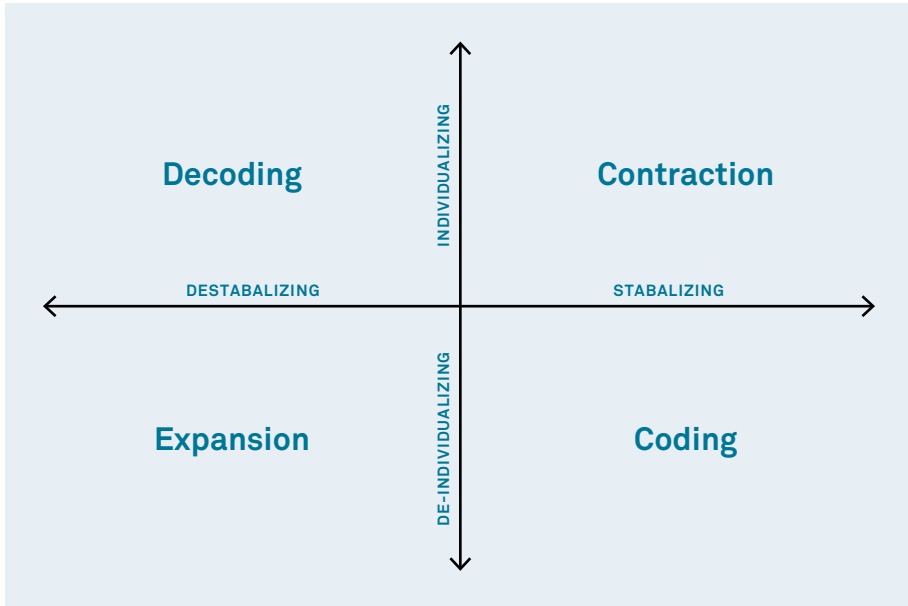 INDIVIDUALIZING
Decoding
Contraction
DESTABALIZING
STABALIZING
DE-INDIVIDUALIZING
Expansion
Coding